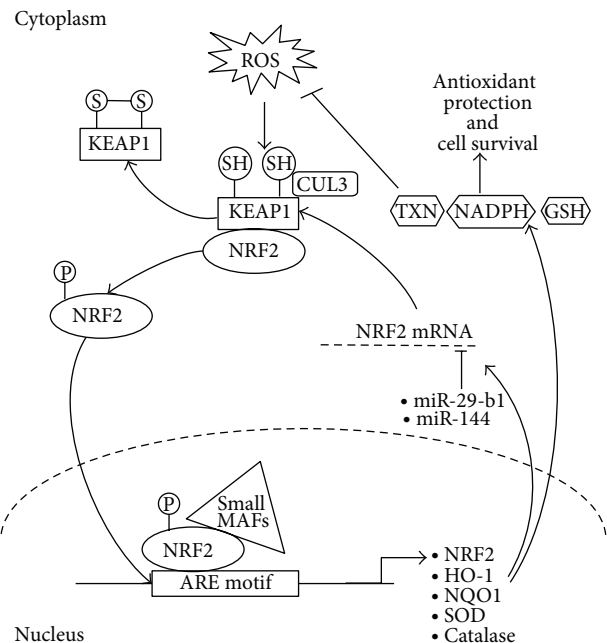 Cytoplasm
ROS
S
S
KEAP1
Antioxidant
protection
and
cell survival
SH
SH
CUL3
KEAP1
NRF2
TXN
NADPH
GSH
P
NRF2
NRF2 mRNA
• miR-29-b1
• miR-144
P
Small
MAFs
NRF2
ARE motif
• NRF2
• HO-1
• NQO1
• SOD
• Catalase
Nucleus